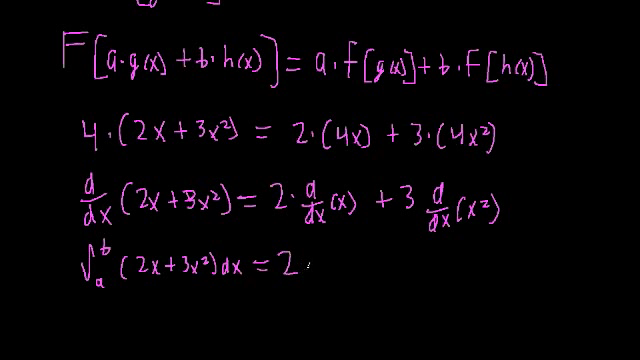 F[a·g(x) + b·h(x)] = a·F[g(x)] + b·F[h(x)]
4·(2x + 3x²) = 2·(4x) + 3·(4x²)
d/dx (2x + 3x²) = 2·d/dx (x) + 3 d/dx (x²)
∫ₐᵇ (2x + 3x²) dx = 2·